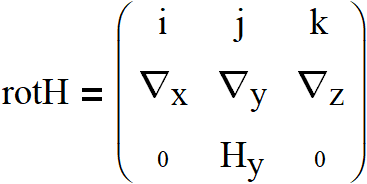 i j k
rotH = ∇x ∇y ∇z
0 Hy 0